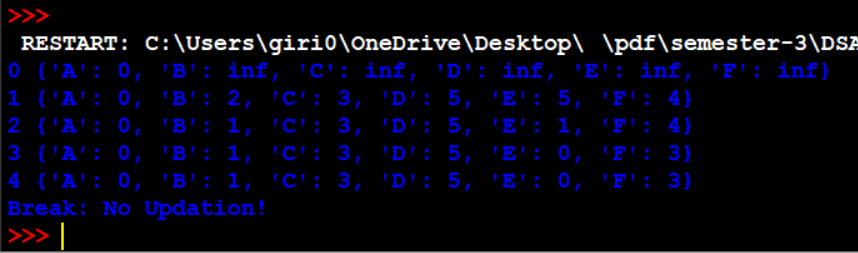 >>>
RESTART: C:\Users\giri0\OneDrive\Desktop\ \pdf\semester-3\DSA
0 {'A': 0, 'B': inf, 'C': inf, 'D': inf, 'E': inf, 'F': inf}
1 {'A': 0, 'B': 2, 'C': 3, 'D': 5, 'E': 5, 'F': 4}
2 {'A': 0, 'B': 1, 'C': 3, 'D': 5, 'E': 1, 'F': 4}
3 {'A': 0, 'B': 1, 'C': 3, 'D': 5, 'E': 0, 'F': 3}
4 {'A': 0, 'B': 1, 'C': 3, 'D': 5, 'E': 0, 'F': 3}
Break: No Updation!
>>>